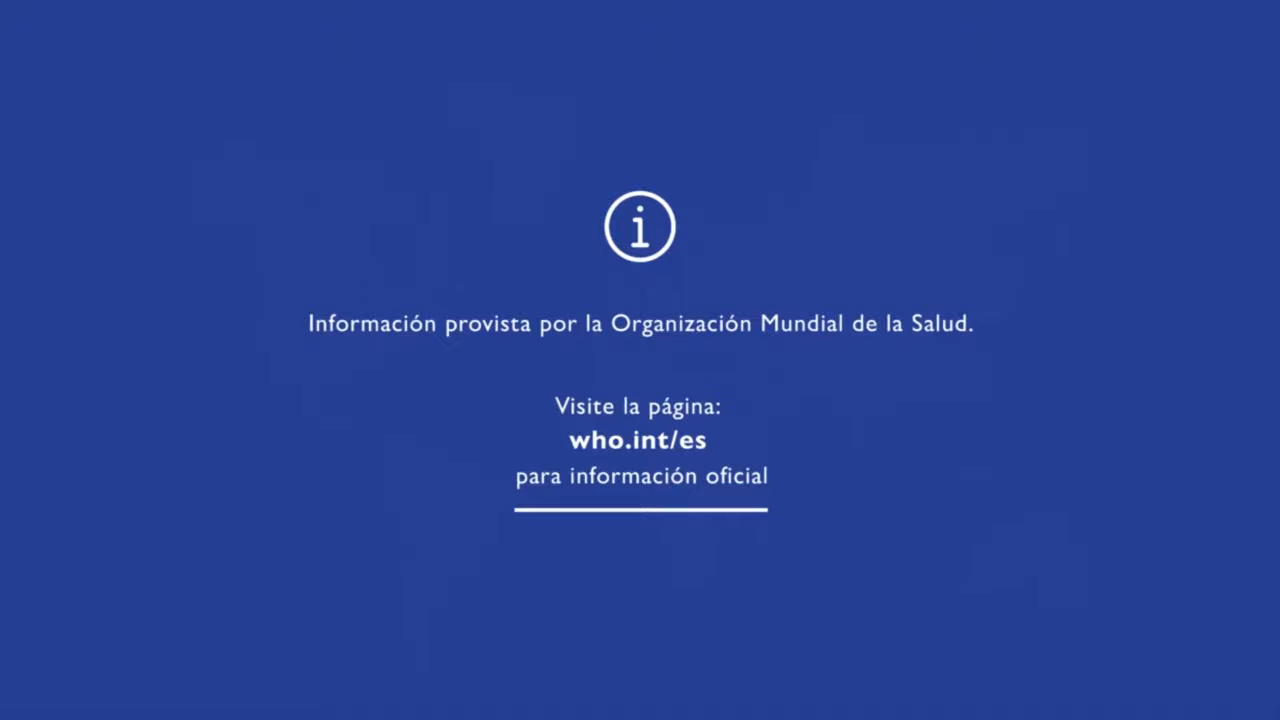 Información provista por la Organización Mundial de la Salud.
Visite la página:
who.int/es
para información oficial